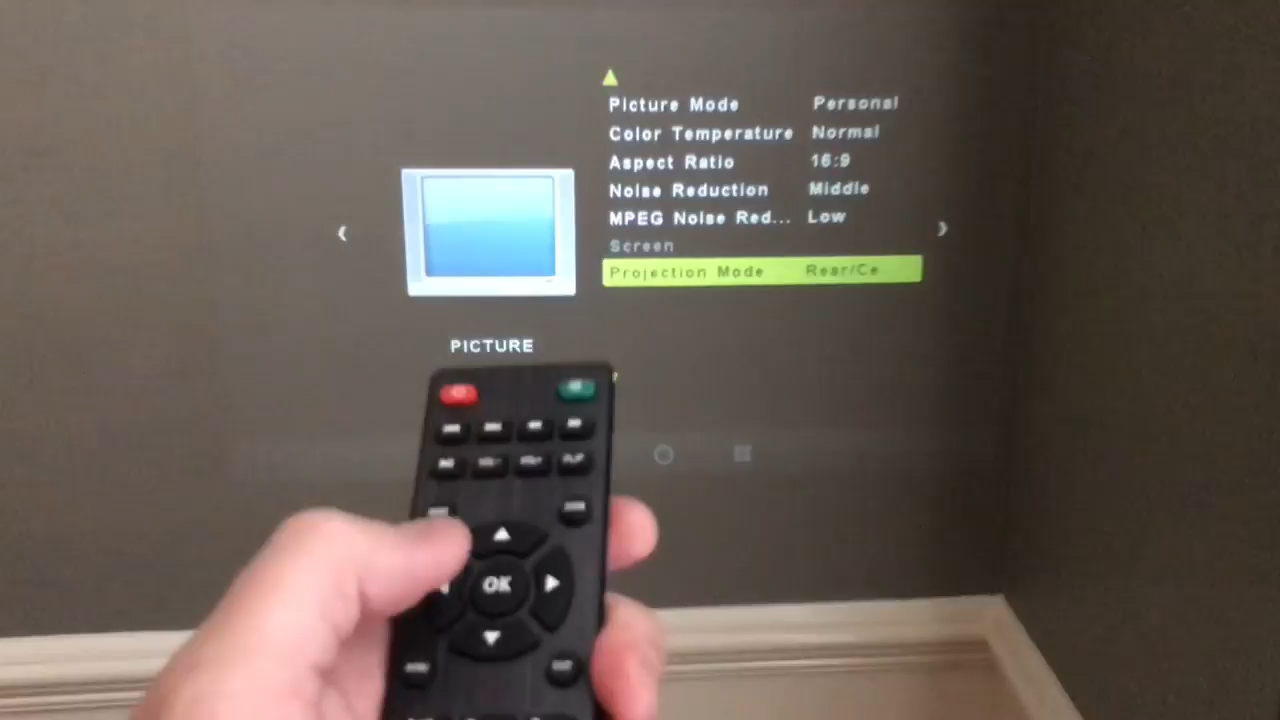 Picture Mode Personal
Color Temperature Normal
Aspect Ratio 16:9
Noise Reduction Middle
MPEG Noise Red... Low
Screen
Projection Mode Rear/Ce
PICTURE
OK